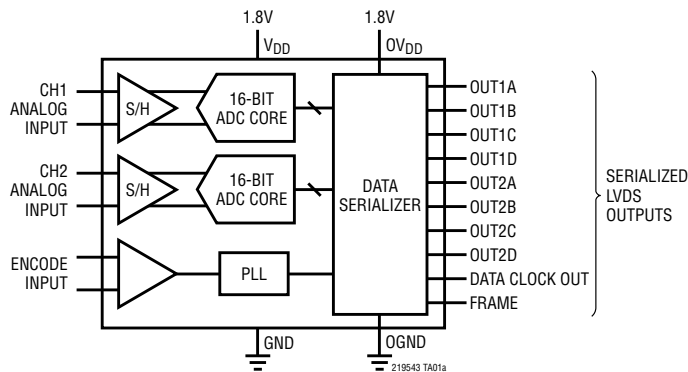 1.8V
1.8V
VDD
OVDD
CH1
ANALOG
INPUT
S/H
16-BIT
ADC CORE
CH2
ANALOG
INPUT
S/H
16-BIT
ADC CORE
ENCODE
INPUT
PLL
DATA
SERIALIZER
OUT1A
OUT1B
OUT1C
OUT1D
OUT2A
OUT2B
OUT2C
OUT2D
DATA CLOCK OUT
FRAME
SERIALIZED
LVDS
OUTPUTS
GND
OGND
219543 TA01a